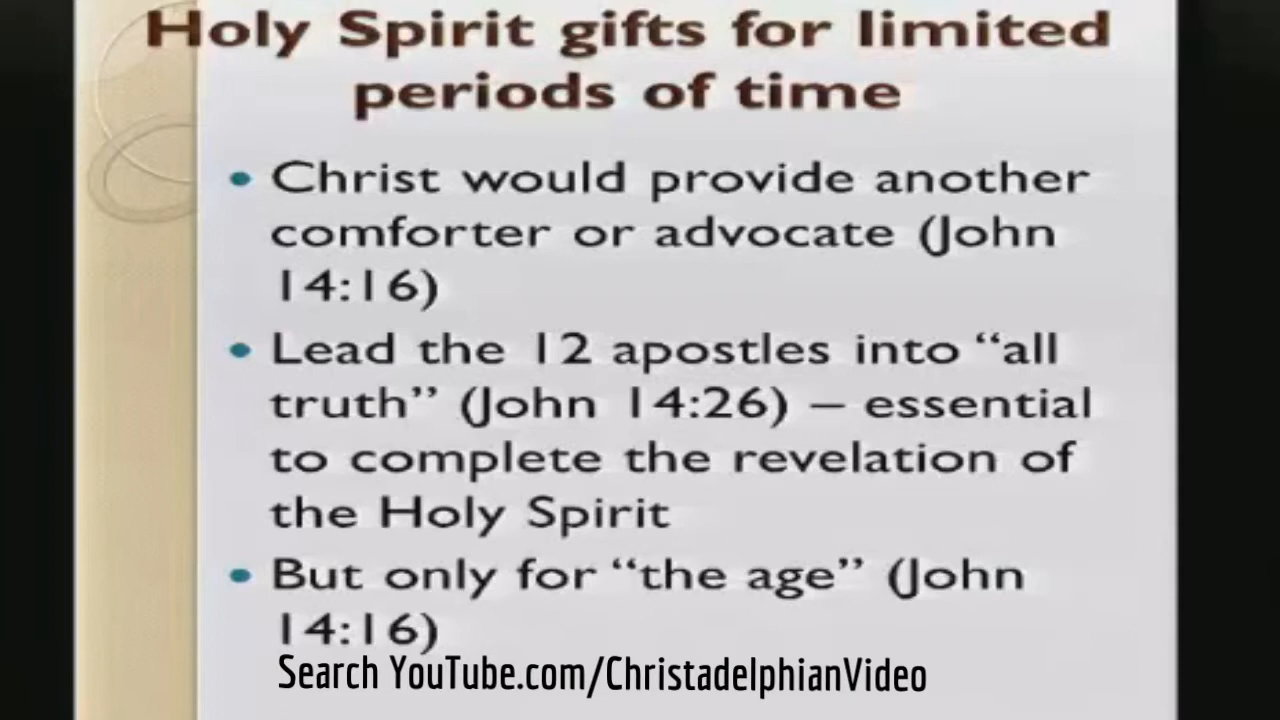 Holy Spirit gifts for limited
periods of time
• Christ would provide another
comforter or advocate (John
14:16)
• Lead the 12 apostles into “all
truth” (John 14:26) – essential
to complete the revelation of
the Holy Spirit
• But only for “the age” (John
14:16)
Search YouTube.com/ChristadelphianVideo